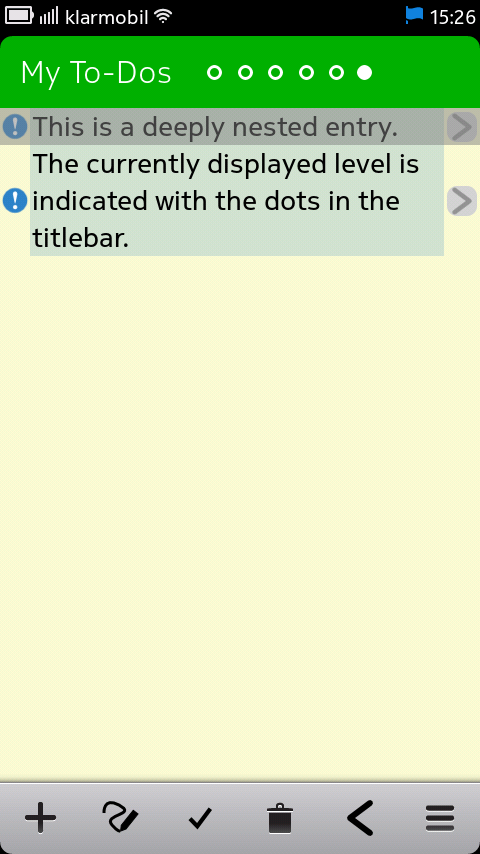 klarmobil 15:26
My To-Dos
This is a deeply nested entry.
The currently displayed level is
indicated with the dots in the
titlebar.